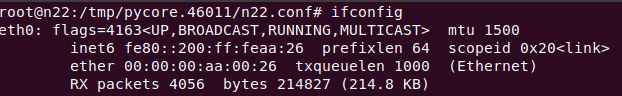 root@n22:/tmp/pycore.46011/n22.conf# ifconfig
eth0: flags=4163<UP,BROADCAST,RUNNING,MULTICAST>  mtu 1500
        inet6 fe80::200:ff:feaa:26  prefixlen 64  scopeid 0x20<link>
        ether 00:00:00:aa:00:26  txqueuelen 1000  (Ethernet)
        RX packets 4056  bytes 214827 (214.8 KB)